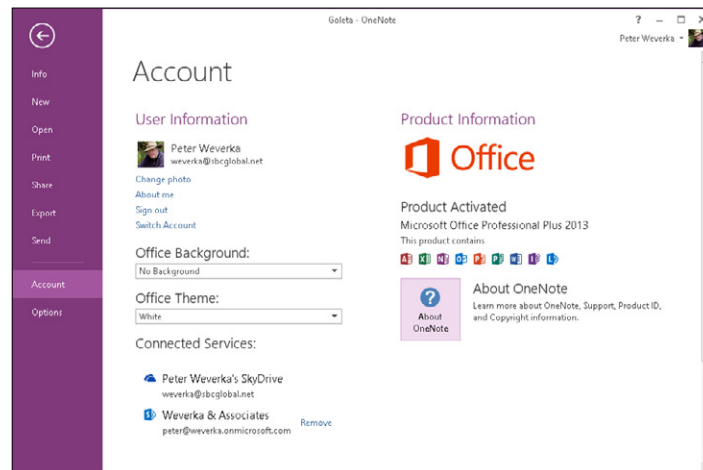 Goleta - OneNote
Peter Weverka
Info
New
Open
Print
Share
Export
Send
Account
Options
Account
User Information
Peter Weverka
weverka@sbcglobal.net
Change photo
About me
Sign out
Switch Account
Office Background:
No Background
Office Theme:
White
Connected Services:
Peter Weverka's SkyDrive
weverka@sbcglobal.net
Weverka & Associates
peter@weverka.onmicrosoft.com
Remove
Product Information
Office
Product Activated
Microsoft Office Professional Plus 2013
This product contains
About
OneNote
About OneNote
Learn more about OneNote, Support, Product ID,
and Copyright information.